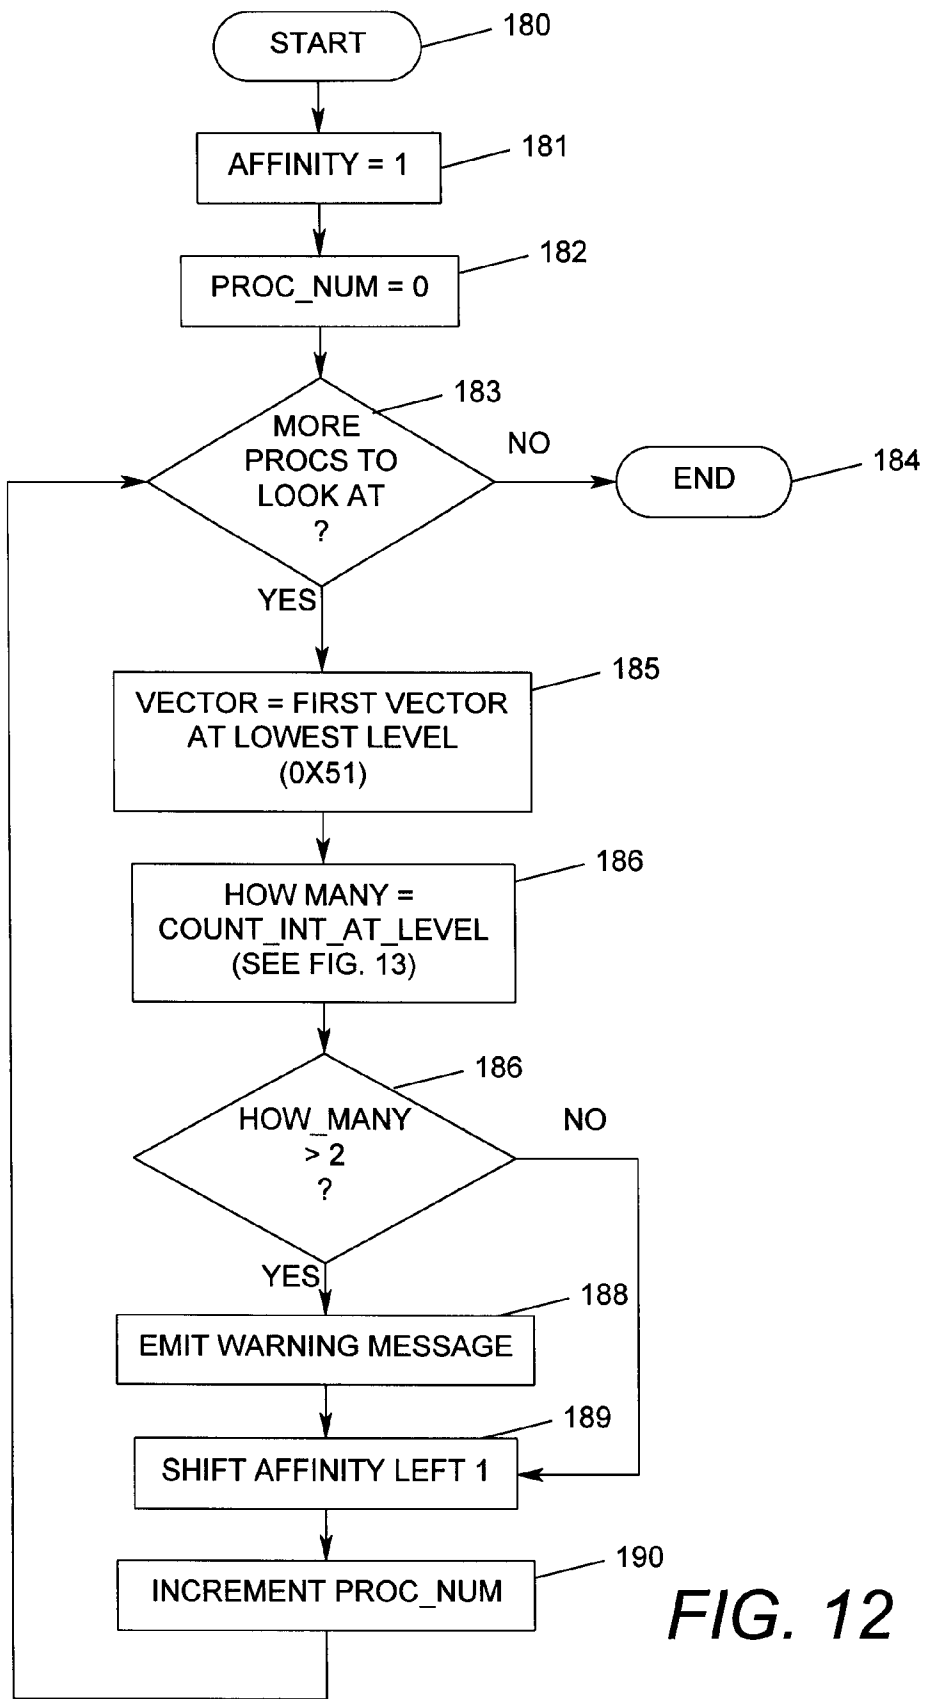 START
180
AFFINITY = 1
181
PROC_NUM = 0
182
183
MORE
PROCS TO
LOOK AT
?
NO
END
184
YES
VECTOR = FIRST VECTOR
AT LOWEST LEVEL
(0X51)
185
HOW MANY =
COUNT_INT_AT_LEVEL
(SEE FIG. 13)
186
186
HOW_MANY
> 2
?
NO
YES
188
EMIT WARNING MESSAGE
189
SHIFT AFFINITY LEFT 1
190
INCREMENT PROC_NUM
FIG. 12